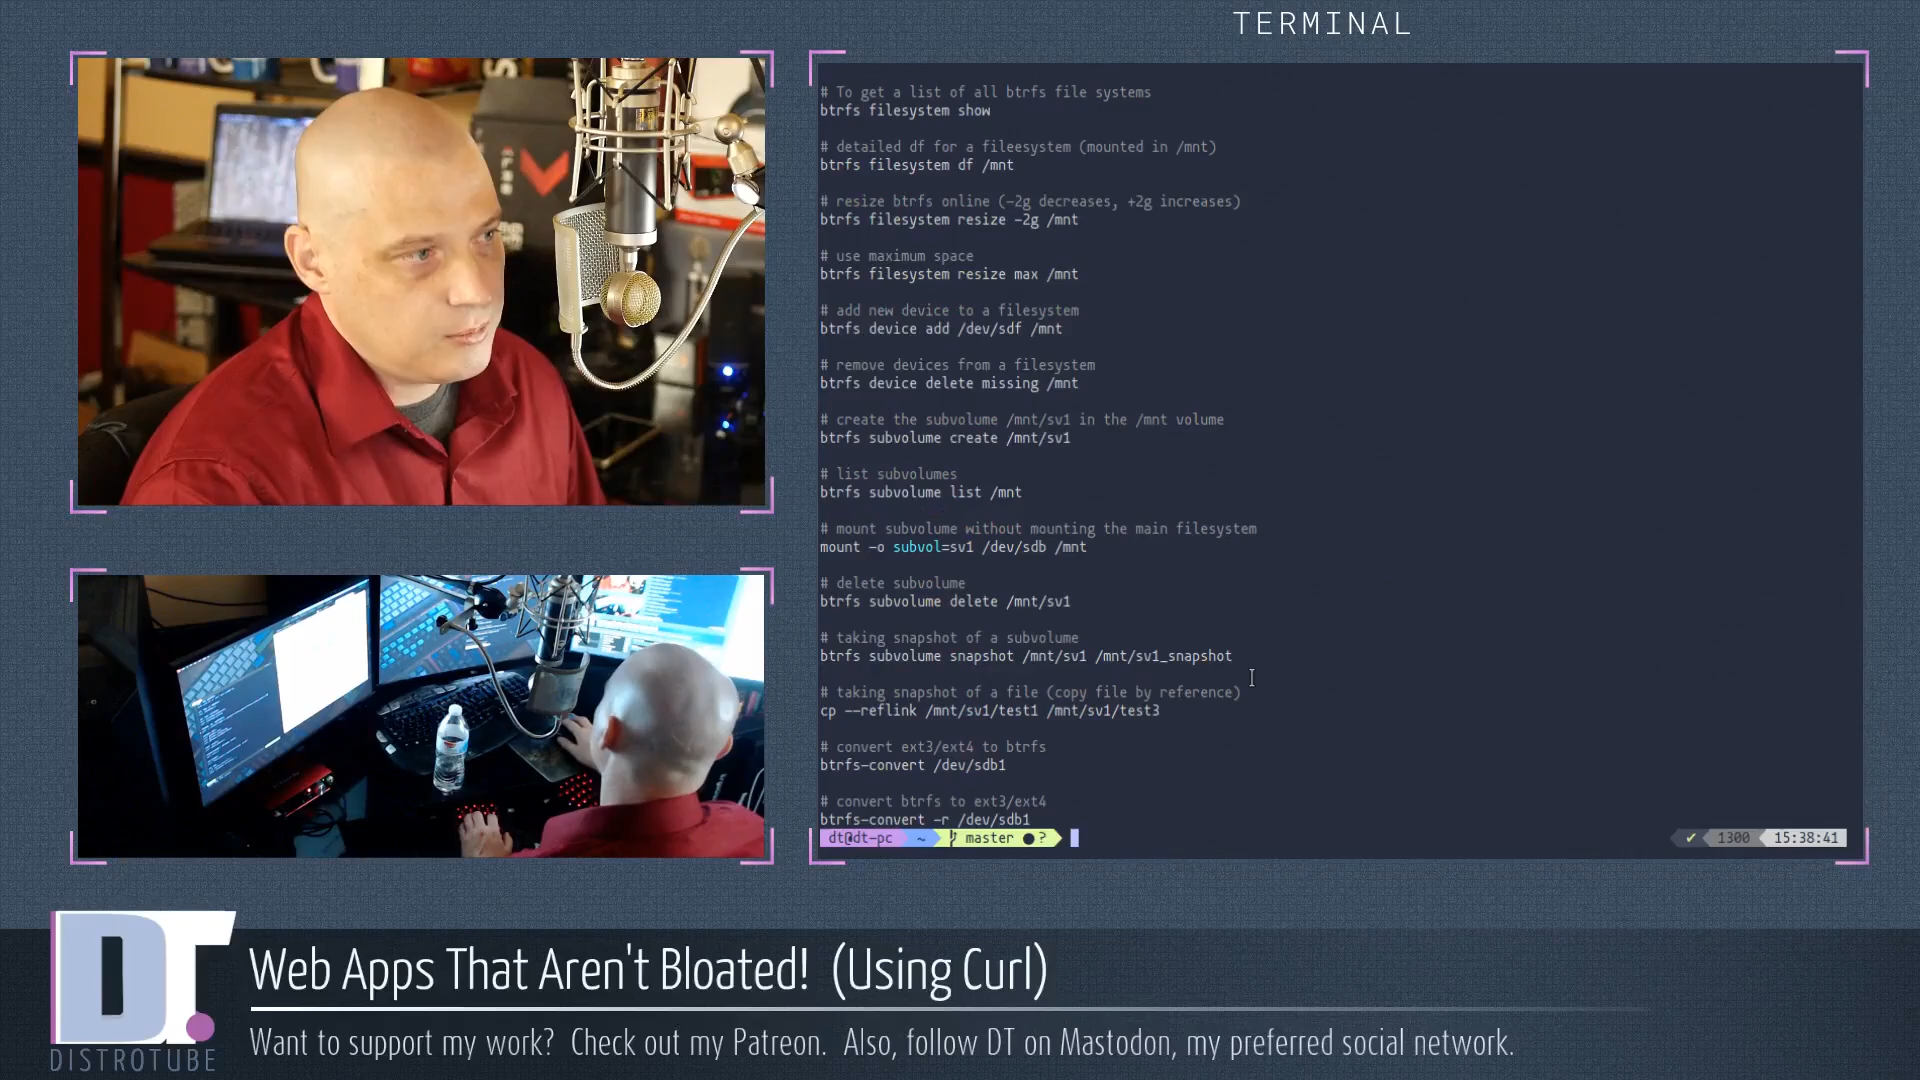 TERMINAL
# To get a list of all btrfs file systems
btrfs filesystem show
# detailed df for a fileesystem (mounted in /mnt)
btrfs filesystem df /mnt
# resize btrfs online (-2g decreases, +2g increases)
btrfs filesystem resize -2g /mnt
# use maximum space
btrfs filesystem resize max /mnt
# add new device to a filesystem
btrfs device add /dev/sdf /mnt
# remove devices from a filesystem
btrfs device delete missing /mnt
# create the subvolume /mnt/sv1 in the /mnt volume
btrfs subvolume create /mnt/sv1
# list subvolumes
btrfs subvolume list /mnt
# mount subvolume without mounting the main filesystem
mount -o subvol=sv1 /dev/sdb /mnt
# delete subvolume
btrfs subvolume delete /mnt/sv1
# taking snapshot of a subvolume
btrfs subvolume snapshot /mnt/sv1 /mnt/sv1_snapshot
# taking snapshot of a file (copy file by reference)
cp --reflink /mnt/sv1/test1 /mnt/sv1/test3
# convert ext3/ext4 to btrfs
btrfs-convert /dev/sdb1
# convert btrfs to ext3/ext4
btrfs-convert -r /dev/sdb1
dt@dt-pc ~ master ●? ✔ 1300 15:38:41
DT
DISTROTUBE
Web Apps That Aren't Bloated! (Using Curl)
Want to support my work? Check out my Patreon. Also, follow DT on Mastodon, my preferred social network.